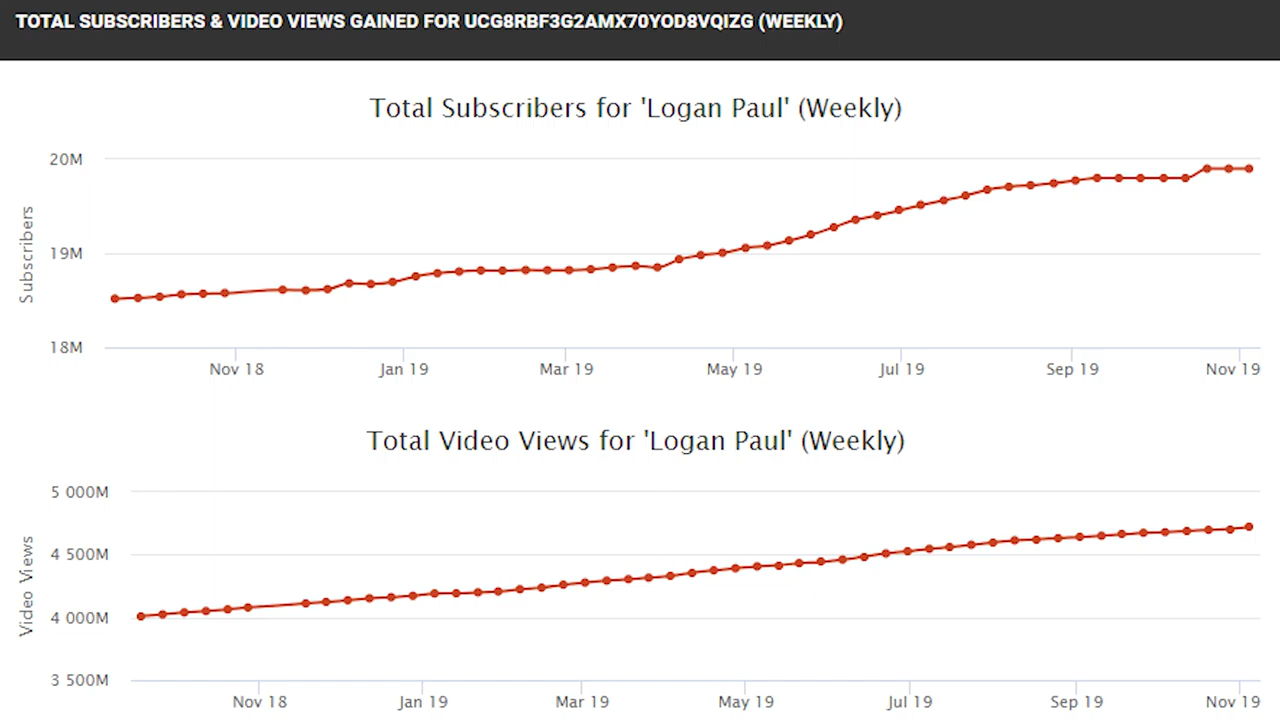 TOTAL SUBSCRIBERS & VIDEO VIEWS GAINED FOR UCG8RBF3G2AMX70YOD8VQIZG (WEEKLY)
Total Subscribers for 'Logan Paul' (Weekly)
20M
19M
18M
Subscribers
Nov 18 Jan 19 Mar 19 May 19 Jul 19 Sep 19 Nov 19
Total Video Views for 'Logan Paul' (Weekly)
5 000M
4 500M
4 000M
3 500M
Video Views
Nov 18 Jan 19 Mar 19 May 19 Jul 19 Sep 19 Nov 19